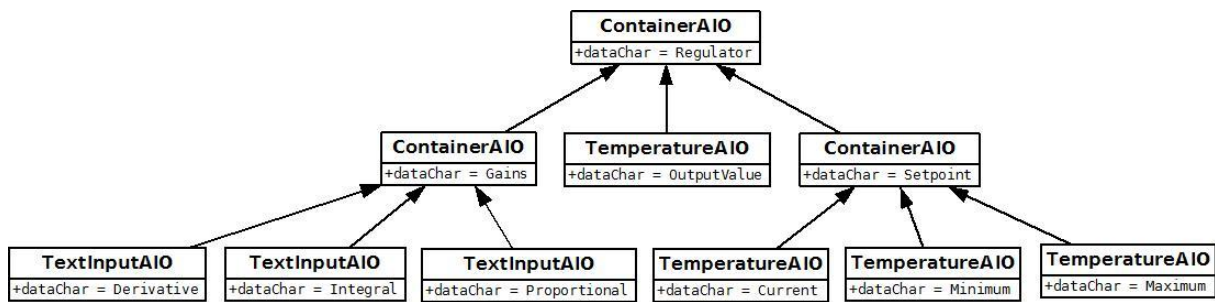 ContainerAIO
+dataChar = Regulator
ContainerAIO
+dataChar = Gains
TemperatureAIO
+dataChar = OutputValue
ContainerAIO
+dataChar = Setpoint
TextInputAIO
+dataChar = Derivative
TextInputAIO
+dataChar = Integral
TextInputAIO
+dataChar = Proportional
TemperatureAIO
+dataChar = Current
TemperatureAIO
+dataChar = Minimum
TemperatureAIO
+dataChar = Maximum